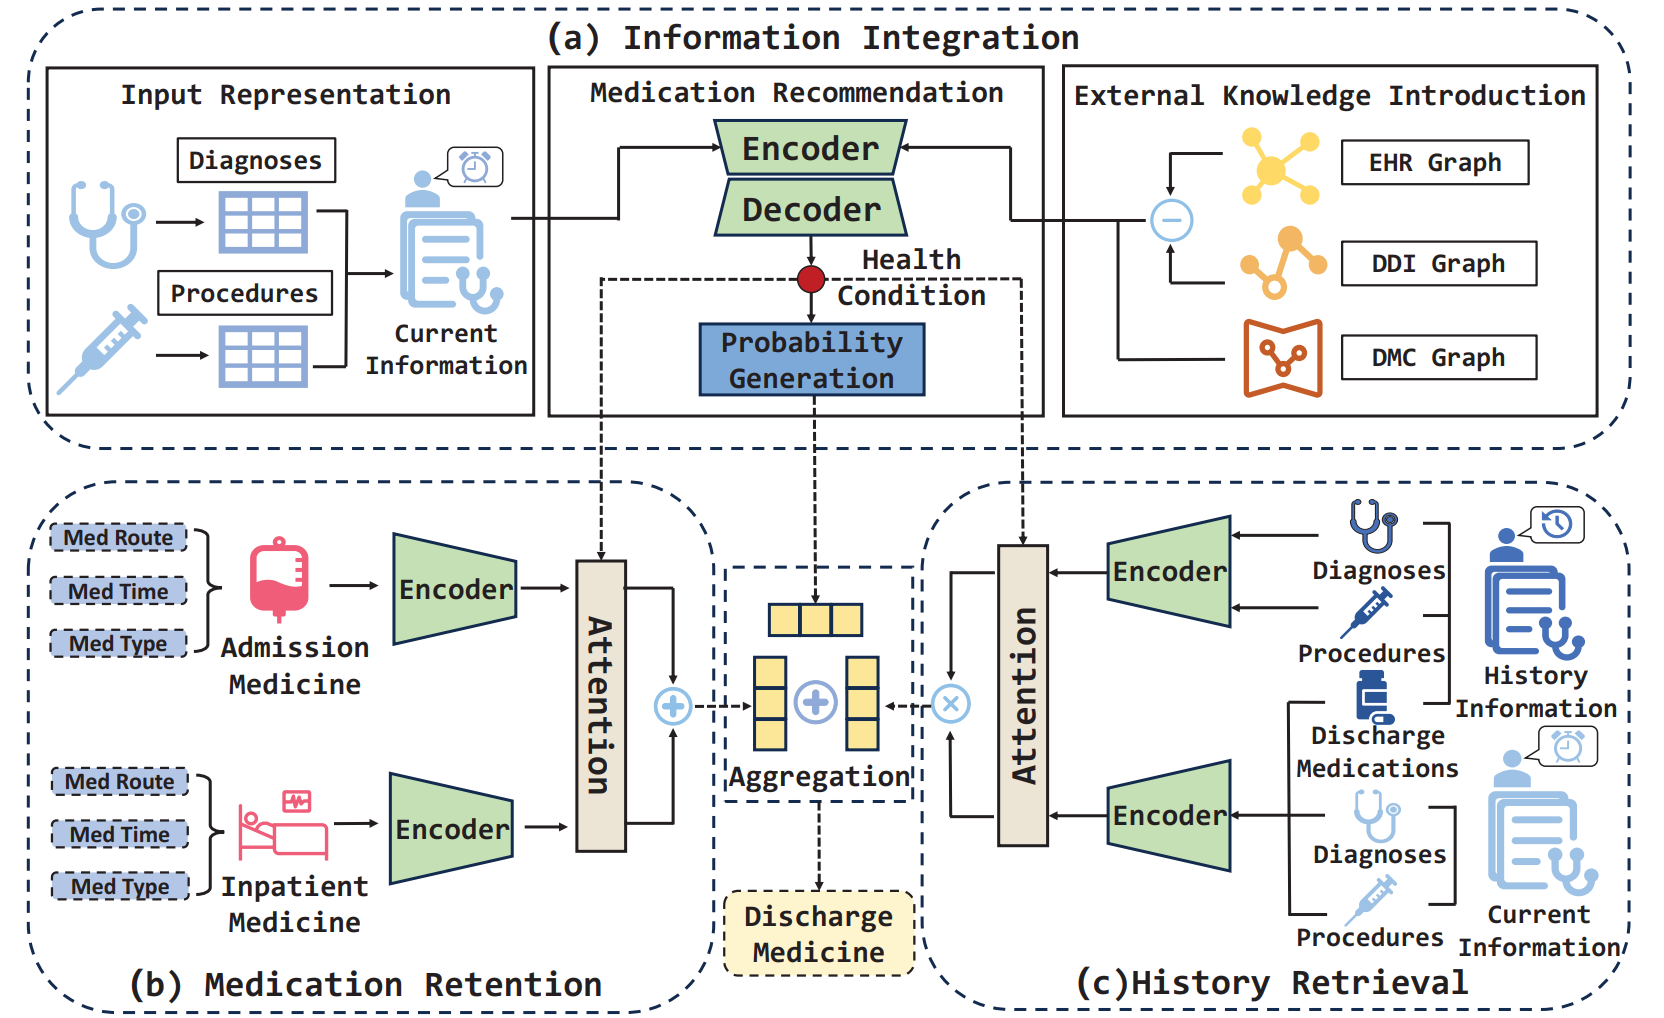 (a) Information Integration
Input Representation
Diagnoses
Procedures
Current
Information
Medication Recommendation
Encoder
Decoder
Health
Condition
Probability
Generation
External Knowledge Introduction
EHR Graph
DDI Graph
DMC Graph
Med Route
Med Time
Med Type
Admission
Medicine
Encoder
Med Route
Med Time
Med Type
Inpatient
Medicine
Encoder
Attention
(b) Medication Retention
Aggregation
Discharge
Medicine
Attention
Encoder
Encoder
Diagnoses
Procedures
Discharge
Medications
History
Information
Diagnoses
Procedures
Current
Information
(c)History Retrieval